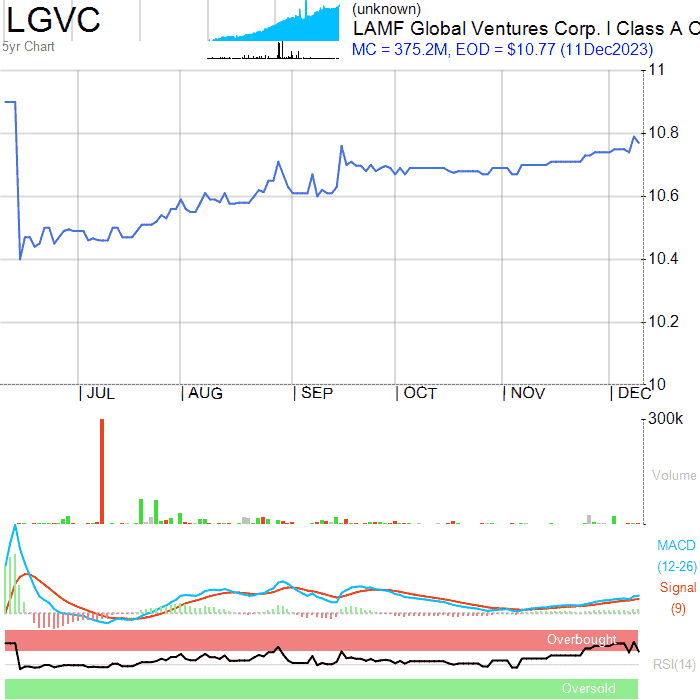 LGVC
5yr Chart
(unknown)
LAMF Global Ventures Corp. I Class A O
MC = 375.2M, EOD = $10.77 (11Dec2023)
11
10.8
10.6
10.4
10.2
10
JUL AUG SEP OCT NOV DEC
300k
Volume
MACD
(12-26)
Signal
(9)
Overbought
RSI(14)
Oversold